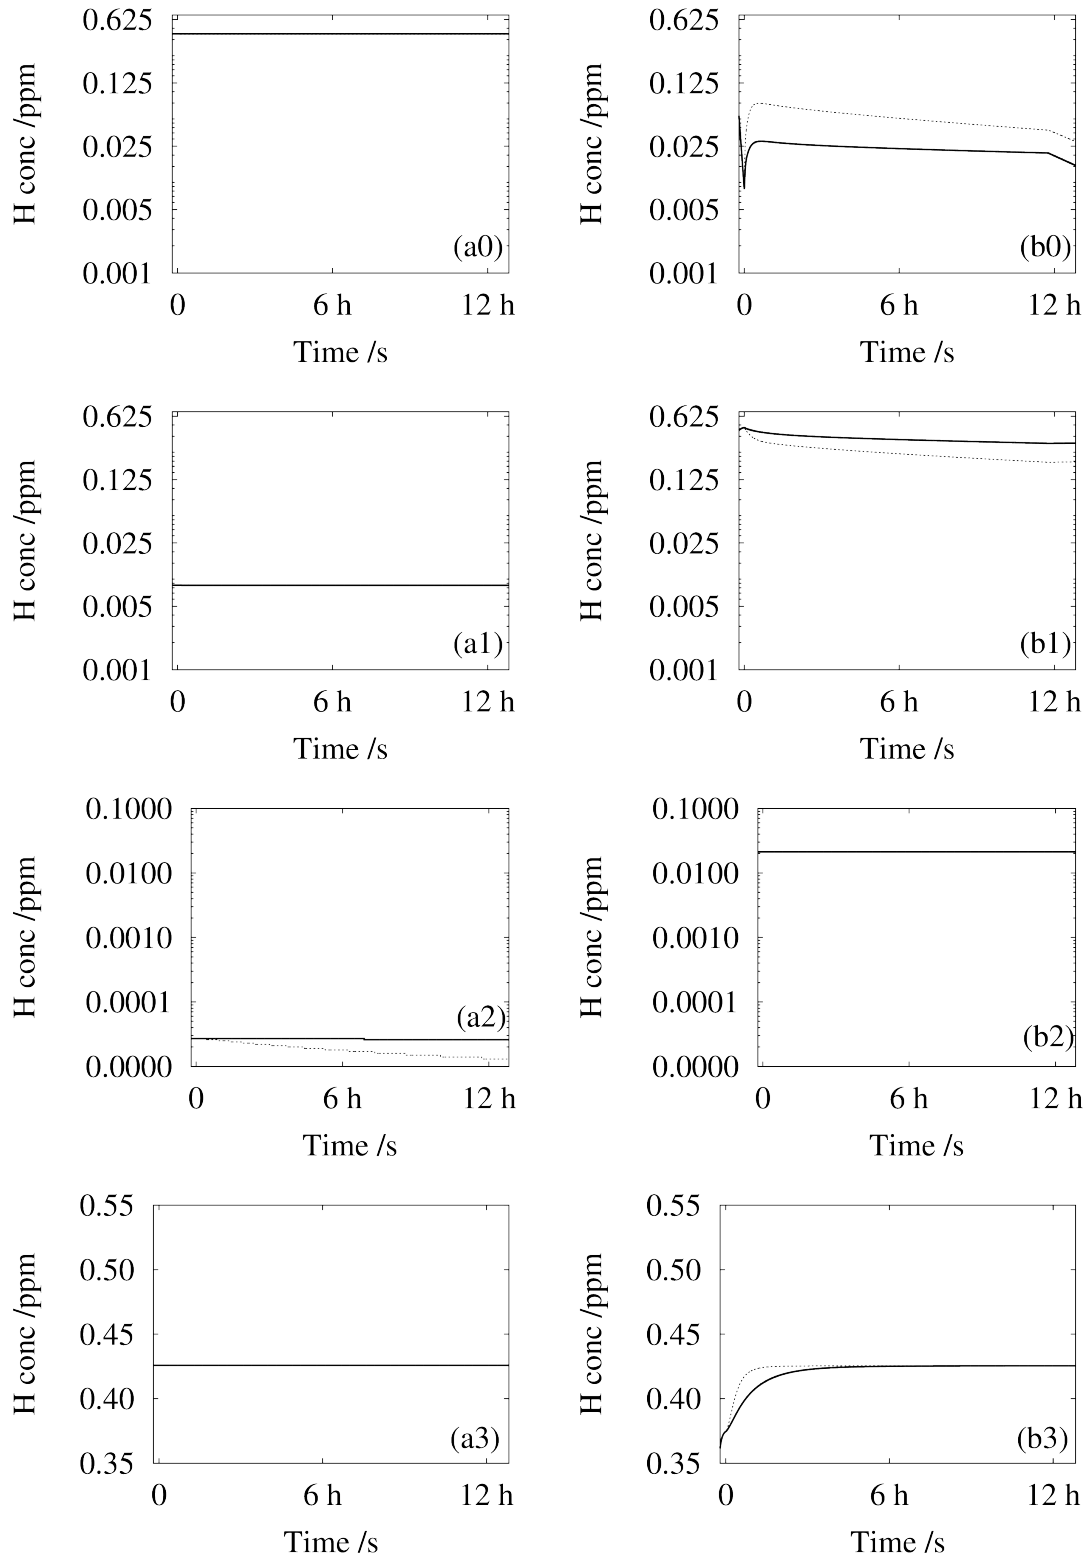 0.625
0.125
0.025
0.005
0.001
H conc /ppm
(a0)
0 6 h 12 h
Time /s
0.625
0.125
0.025
0.005
0.001
H conc /ppm
(b0)
0 6 h 12 h
Time /s
0.625
0.125
0.025
0.005
0.001
H conc /ppm
(a1)
0 6 h 12 h
Time /s
0.625
0.125
0.025
0.005
0.001
H conc /ppm
(b1)
0 6 h 12 h
Time /s
0.1000
0.0100
0.0010
0.0001
0.0000
H conc /ppm
(a2)
0 6 h 12 h
Time /s
0.1000
0.0100
0.0010
0.0001
0.0000
H conc /ppm
(b2)
0 6 h 12 h
Time /s
0.55
0.50
0.45
0.40
0.35
H conc /ppm
(a3)
0 6 h 12 h
Time /s
0.55
0.50
0.45
0.40
0.35
H conc /ppm
(b3)
0 6 h 12 h
Time /s